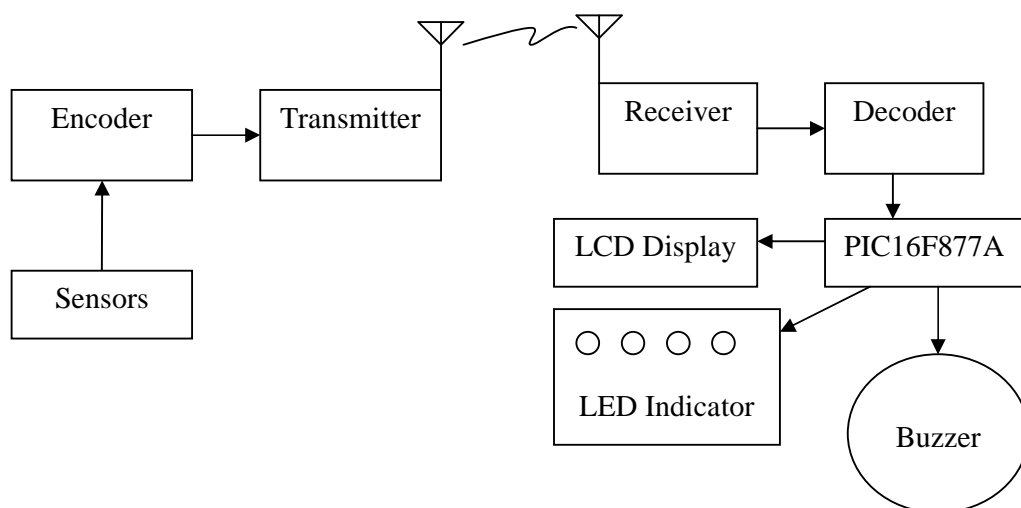 Encoder
Transmitter
Receiver
Decoder
LCD Display
PIC16F877A
Sensors
LED Indicator
Buzzer